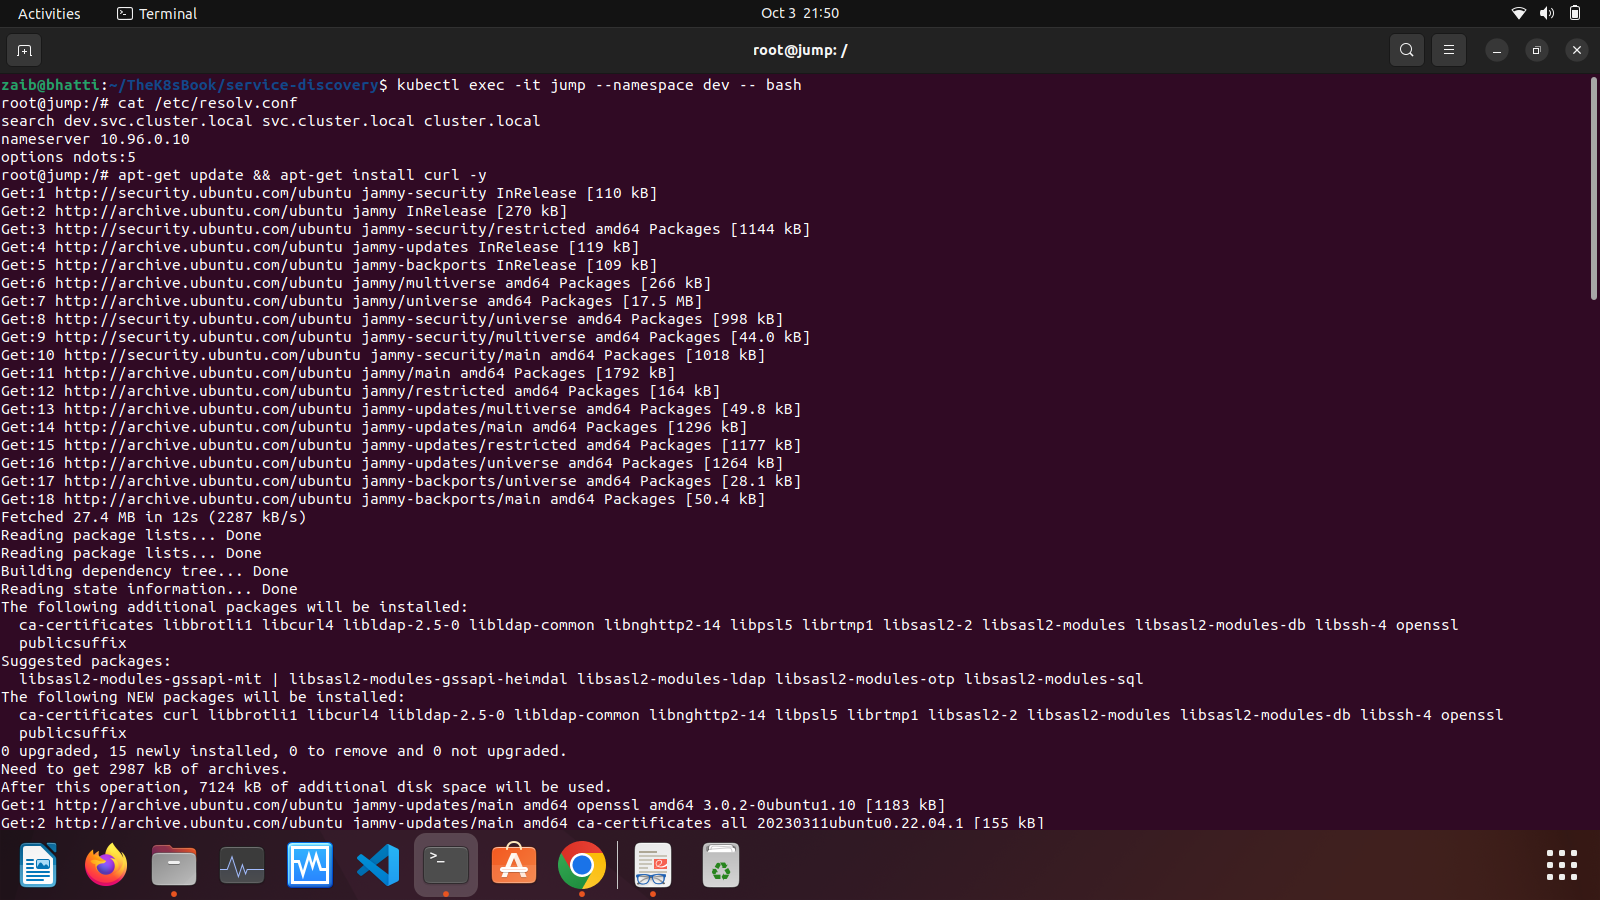 Activities
Terminal
Oct 3 21:50
root@jump: /
zaib@bhatti:~/TheK8sBook/service-discovery$ kubectl exec -it jump --namespace dev -- bash
root@jump:/# cat /etc/resolv.conf
search dev.svc.cluster.local svc.cluster.local cluster.local
nameserver 10.96.0.10
options ndots:5
root@jump:/# apt-get update && apt-get install curl -y
Get:1 http://security.ubuntu.com/ubuntu jammy-security InRelease [110 kB]
Get:2 http://archive.ubuntu.com/ubuntu jammy InRelease [270 kB]
Get:3 http://security.ubuntu.com/ubuntu jammy-security/restricted amd64 Packages [1144 kB]
Get:4 http://archive.ubuntu.com/ubuntu jammy-updates InRelease [119 kB]
Get:5 http://archive.ubuntu.com/ubuntu jammy-backports InRelease [109 kB]
Get:6 http://archive.ubuntu.com/ubuntu jammy/multiverse amd64 Packages [266 kB]
Get:7 http://archive.ubuntu.com/ubuntu jammy/universe amd64 Packages [17.5 MB]
Get:8 http://security.ubuntu.com/ubuntu jammy-security/universe amd64 Packages [998 kB]
Get:9 http://security.ubuntu.com/ubuntu jammy-security/multiverse amd64 Packages [44.0 kB]
Get:10 http://security.ubuntu.com/ubuntu jammy-security/main amd64 Packages [1018 kB]
Get:11 http://archive.ubuntu.com/ubuntu jammy/main amd64 Packages [1792 kB]
Get:12 http://archive.ubuntu.com/ubuntu jammy/restricted amd64 Packages [164 kB]
Get:13 http://archive.ubuntu.com/ubuntu jammy-updates/multiverse amd64 Packages [49.8 kB]
Get:14 http://archive.ubuntu.com/ubuntu jammy-updates/main amd64 Packages [1296 kB]
Get:15 http://archive.ubuntu.com/ubuntu jammy-updates/restricted amd64 Packages [1177 kB]
Get:16 http://archive.ubuntu.com/ubuntu jammy-updates/universe amd64 Packages [1264 kB]
Get:17 http://archive.ubuntu.com/ubuntu jammy-backports/universe amd64 Packages [28.1 kB]
Get:18 http://archive.ubuntu.com/ubuntu jammy-backports/main amd64 Packages [50.4 kB]
Fetched 27.4 MB in 12s (2287 kB/s)
Reading package lists... Done
Reading package lists... Done
Building dependency tree... Done
Reading state information... Done
The following additional packages will be installed:
  ca-certificates libbrotli1 libcurl4 libldap-2.5-0 libldap-common libnghttp2-14 libpsl5 librtmp1 libsasl2-2 libsasl2-modules libsasl2-modules-db libssh-4 openssl
  publicsuffix
Suggested packages:
  libsasl2-modules-gssapi-mit | libsasl2-modules-gssapi-heimdal libsasl2-modules-ldap libsasl2-modules-otp libsasl2-modules-sql
The following NEW packages will be installed:
  ca-certificates curl libbrotli1 libcurl4 libldap-2.5-0 libldap-common libnghttp2-14 libpsl5 librtmp1 libsasl2-2 libsasl2-modules libsasl2-modules-db libssh-4 openssl
  publicsuffix
0 upgraded, 15 newly installed, 0 to remove and 0 not upgraded.
Need to get 2987 kB of archives.
After this operation, 7124 kB of additional disk space will be used.
Get:1 http://archive.ubuntu.com/ubuntu jammy-updates/main amd64 openssl amd64 3.0.2-0ubuntu1.10 [1183 kB]
Get:2 http://archive.ubuntu.com/ubuntu jammy-updates/main amd64 ca-certificates all 20230311ubuntu0.22.04.1 [155 kB]